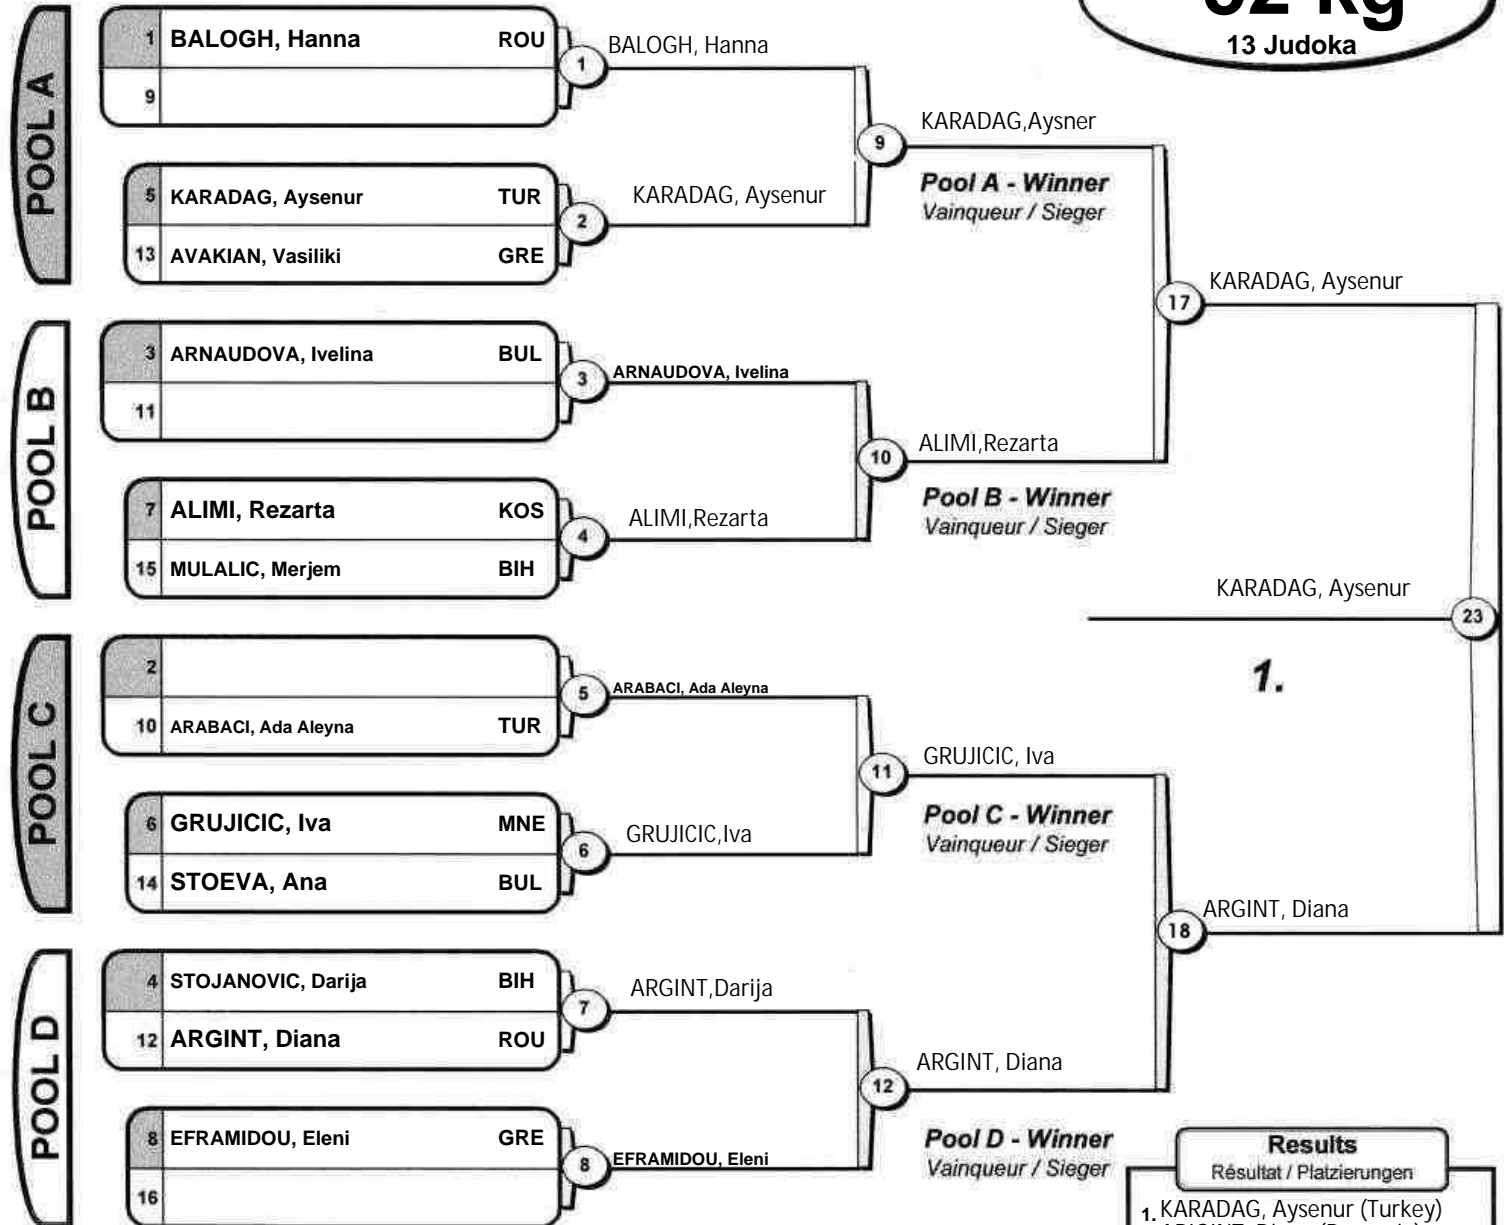 52 kg
13 Judoka
POOL A
1 BALOGH, Hanna ROU
9
5 KARADAG, Aysenur TUR
13 AVAKIAN, Vasiliki GRE
1 BALOGH, Hanna
2 KARADAG, Aysenur
9 KARADAG,Aysner
Pool A - Winner
Vainqueur / Sieger
POOL B
3 ARNAUDOVA, Ivelina BUL
11
7 ALIMI, Rezarta KOS
15 MULALIC, Merjem BIH
3 ARNAUDOVA, Ivelina
4 ALIMI,Rezarta
10 ALIMI,Rezarta
Pool B - Winner
Vainqueur / Sieger
17 KARADAG, Aysenur
KARADAG, Aysenur 23
1.
POOL C
2
10 ARABACI, Ada Aleyna TUR
6 GRUJICIC, Iva MNE
14 STOEVA, Ana BUL
5 ARABACI, Ada Aleyna
6 GRUJICIC,Iva
11 GRUJICIC, Iva
Pool C - Winner
Vainqueur / Sieger
18 ARGINT, Diana
POOL D
4 STOJANOVIC, Darija BIH
12 ARGINT, Diana ROU
8 EFRAMIDOU, Eleni GRE
16
7 ARGINT,Darija
8 EFRAMIDOU, Eleni
12 ARGINT, Diana
Pool D - Winner
Vainqueur / Sieger
Results
Résultat / Platzierungen
1. KARADAG, Aysenur (Turkey)